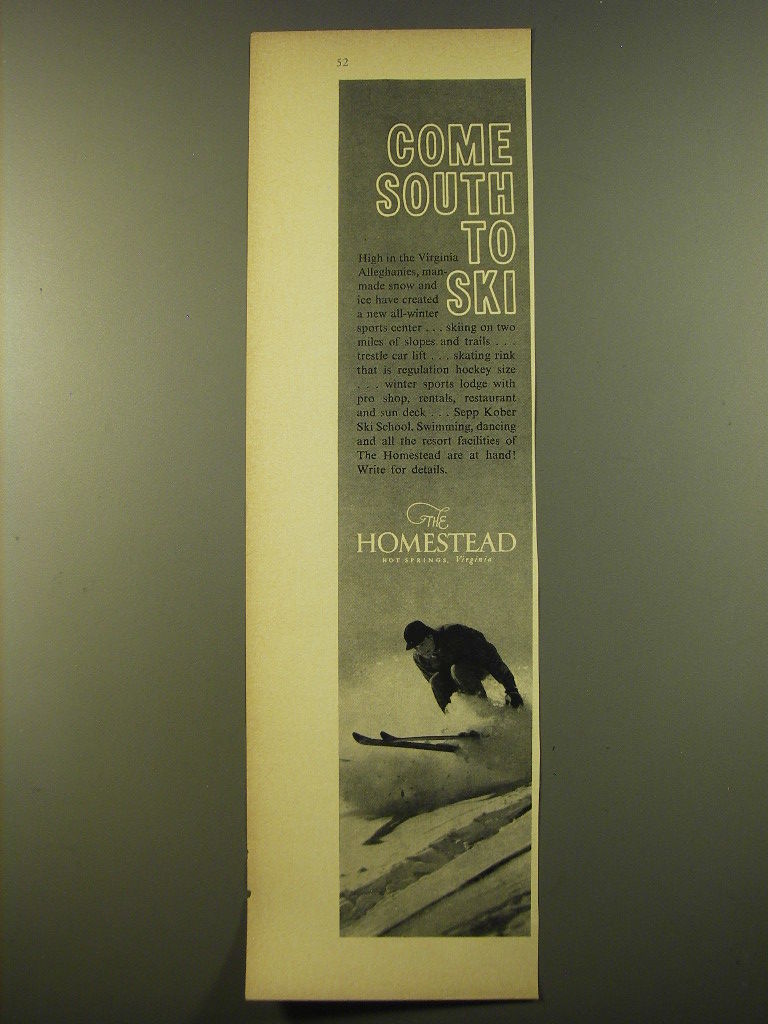 52
COME
SOUTH
TO
SKI
High in the Virginia
Alleghanies, man-
made snow and
ice have created
a new all-winter
sports center . . . skiing on two
miles of slopes and trails . . .
trestle car lift . . . skating rink
that is regulation hockey size
. . . winter sports lodge with
pro shop, rentals, restaurant
and sun deck . . . Sepp Kober
Ski School. Swimming, dancing
and all the resort facilities of
The Homestead are at hand!
Write for details.
THE
HOMESTEAD
HOT SPRINGS, Virginia